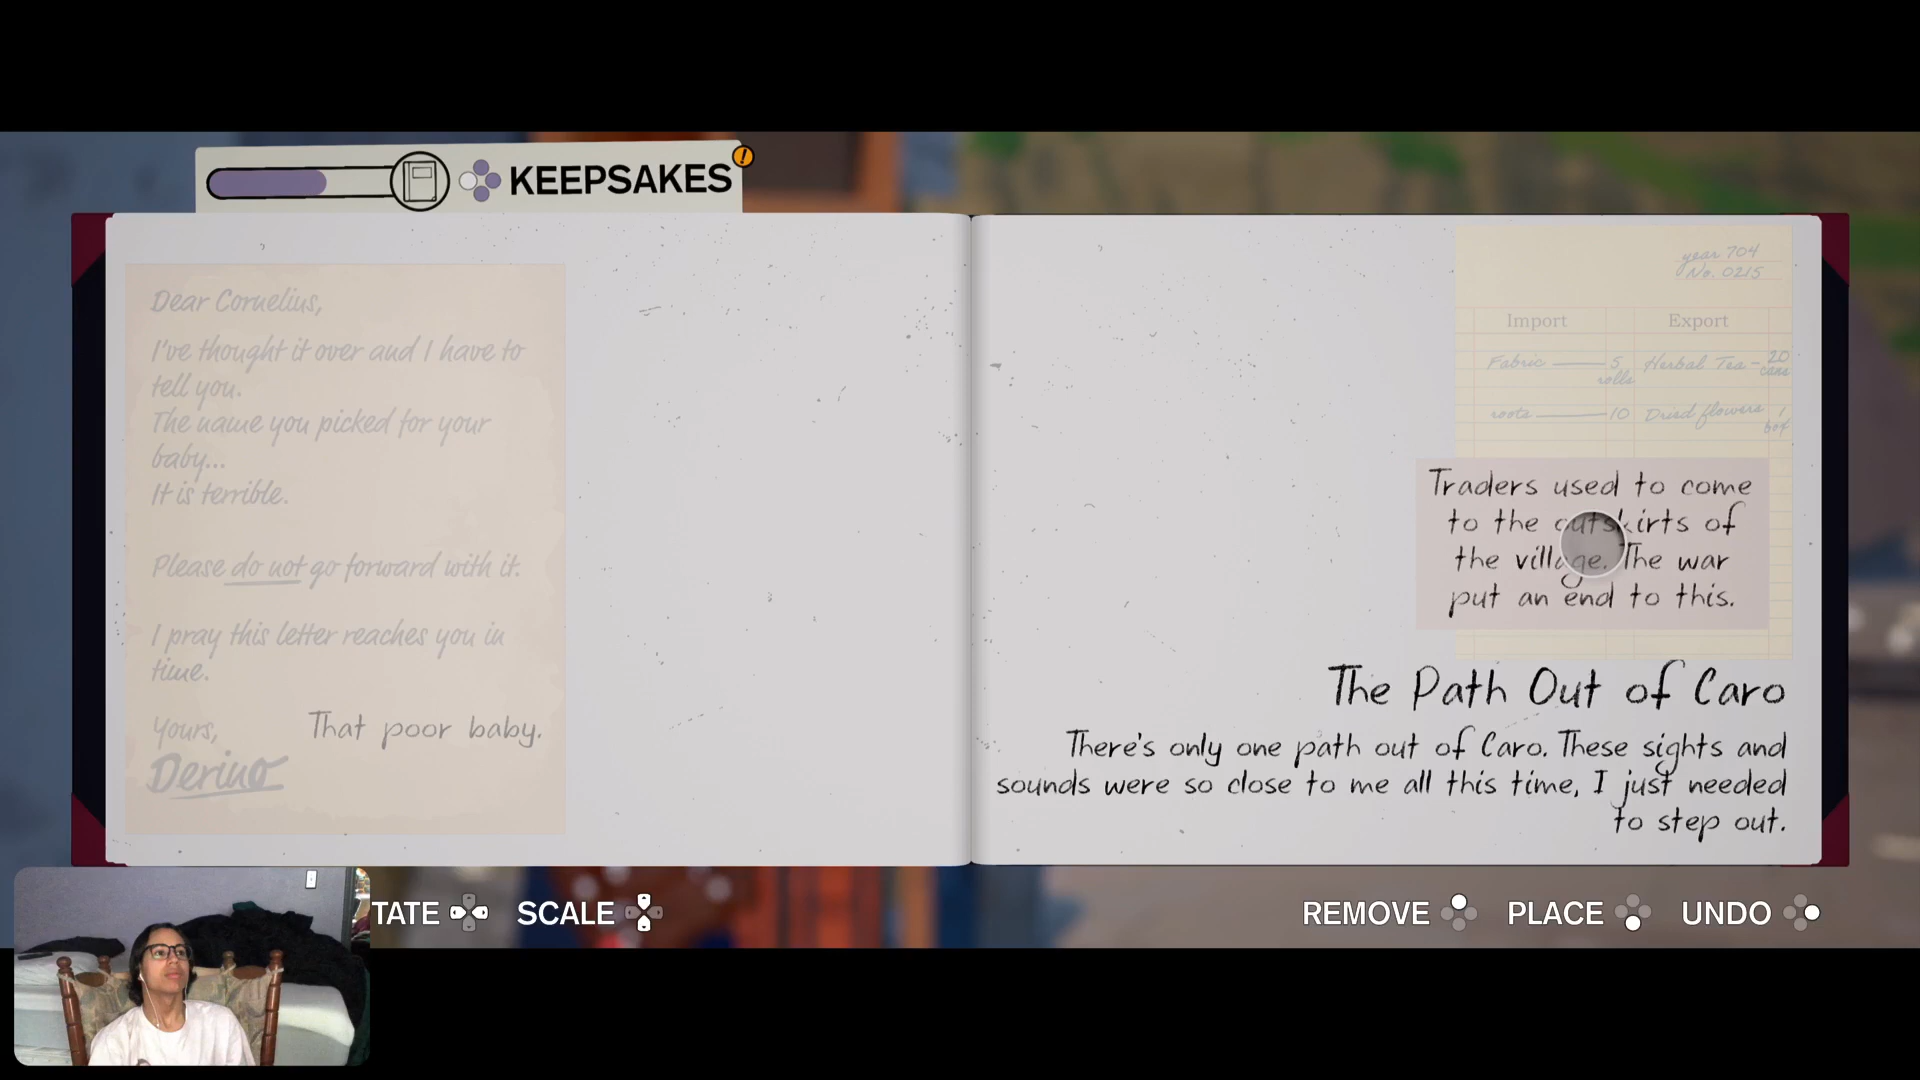 KEEPSAKES
!
Dear Cornelius,
I've thought it over and I have to
tell you.
The name you picked for your
baby...
It is terrible.
Please do not go forward with it.
I pray this letter reaches you in
time.
Yours,
Derino
That poor baby.
year 704
No. 0215
Import Export
Fabric 5 rolls Herbal Tea - 20 cans
roots 10 Dried flowers 1 box
Traders used to come
to the outskirts of
the village. The war
put an end to this.
The Path Out of Caro
There's only one path out of Caro. These sights and
sounds were so close to me all this time, I just needed
to step out.
TATE SCALE REMOVE PLACE UNDO